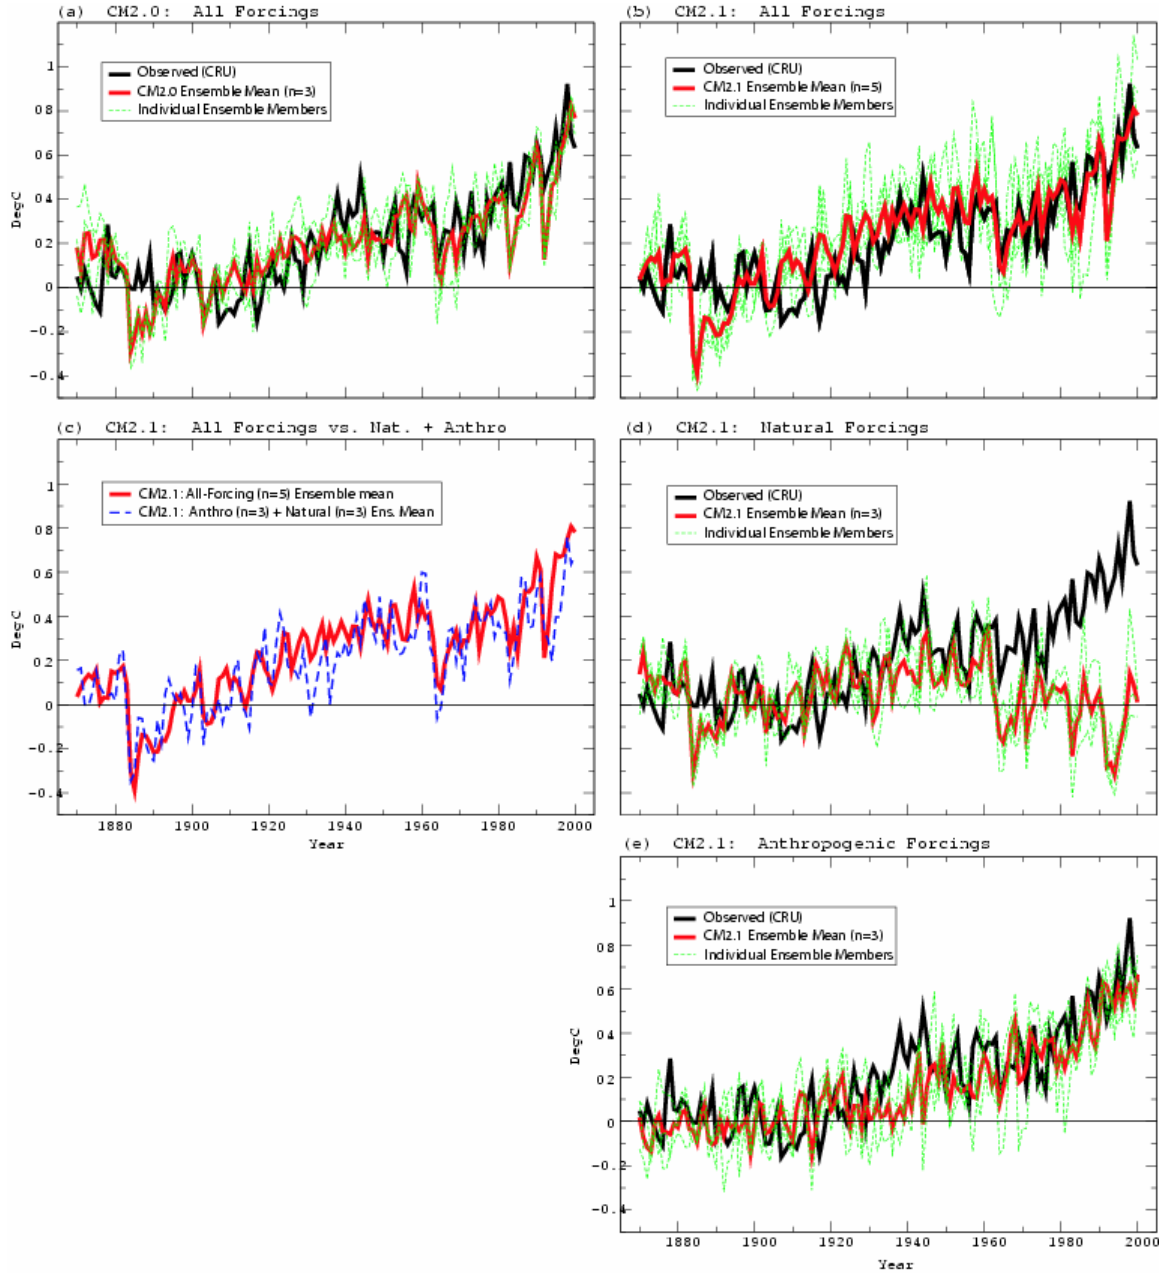 (a) CM2.0: All Forcings
1
0.8
0.6
0.4
0.2
0
-0.2
-0.4
DegC
Observed (CRU)
CM2.0 Ensemble Mean (n=3)
Individual Ensemble Members
(b) CM2.1: All Forcings
Observed (CRU)
CM2.1 Ensemble Mean (n=5)
Individual Ensemble Members
(c) CM2.1: All Forcings vs. Nat. + Anthro
1
0.8
0.6
0.4
0.2
0
-0.2
-0.4
DegC
CM2.1: All-Forcing (n=5) Ensemble mean
CM2.1: Anthro (n=3) + Natural (n=3) Ens. Mean
1880 1900 1920 1940 1960 1980 2000
Year
(d) CM2.1: Natural Forcings
Observed (CRU)
CM2.1 Ensemble Mean (n=3)
Individual Ensemble Members
(e) CM2.1: Anthropogenic Forcings
1
0.8
0.6
0.4
0.2
0
-0.2
-0.4
DegC
Observed (CRU)
CM2.1 Ensemble Mean (n=3)
Individual Ensemble Members
1880 1900 1920 1940 1960 1980 2000
Year